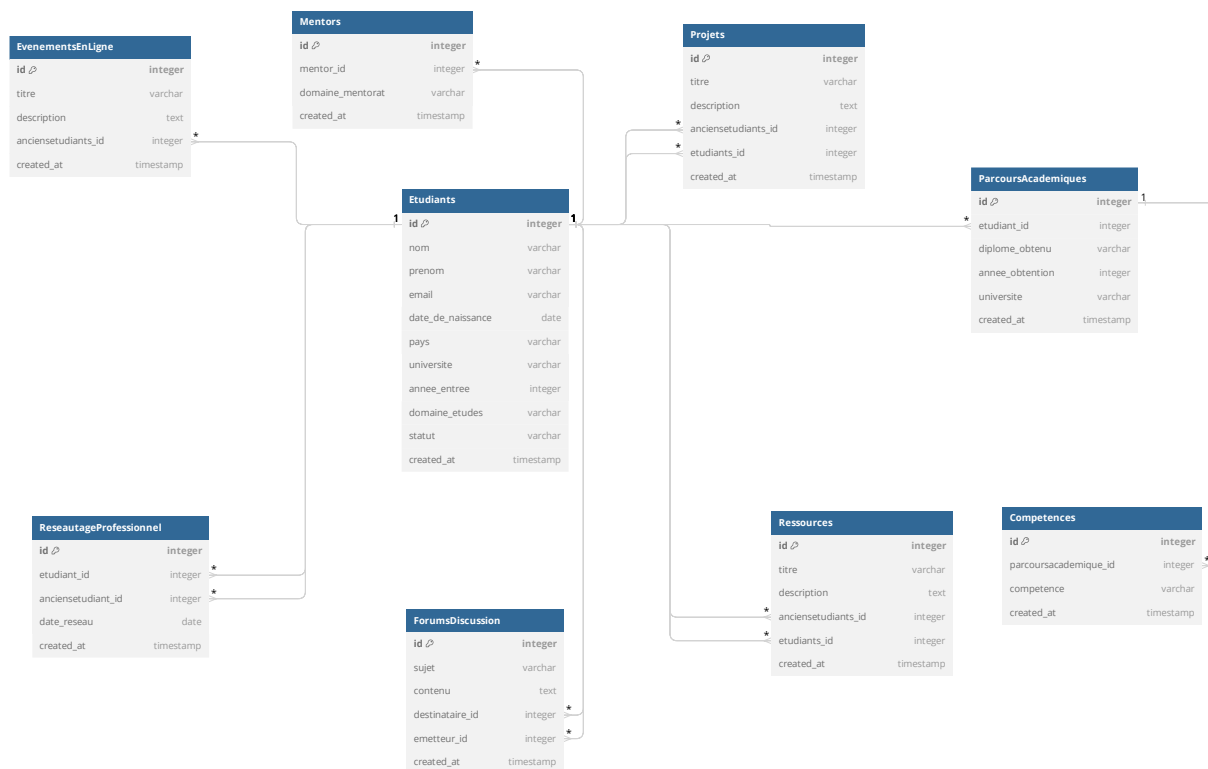 EvenementsEnLigne
id integer
titre varchar
description text
anciensetudiants_id integer *
created_at timestamp
Mentors
id integer
mentor_id integer *
domaine_mentorat varchar
created_at timestamp
Projets
id integer
titre varchar
description text
anciensetudiants_id integer *
etudiants_id integer *
created_at timestamp
Etudiants
1 id integer 1
nom varchar
prenom varchar
email varchar
date_de_naissance date
pays varchar
universite varchar
annee_entree integer
domaine_etudes varchar
statut varchar
created_at timestamp
ParcoursAcademiques
id integer 1
* etudiant_id integer
diplome_obtenu varchar
annee_obtention integer
universite varchar
created_at timestamp
ReseautageProfessionnel
id integer
etudiant_id integer *
anciensetudiant_id integer *
date_reseau date
created_at timestamp
ForumsDiscussion
id integer
sujet varchar
contenu text
destinataire_id integer *
emetteur_id integer *
created_at timestamp
Ressources
id integer
titre varchar
description text
* anciensetudiants_id integer
* etudiants_id integer
created_at timestamp
Competences
id integer
parcoursacademique_id integer *
competence varchar
created_at timestamp